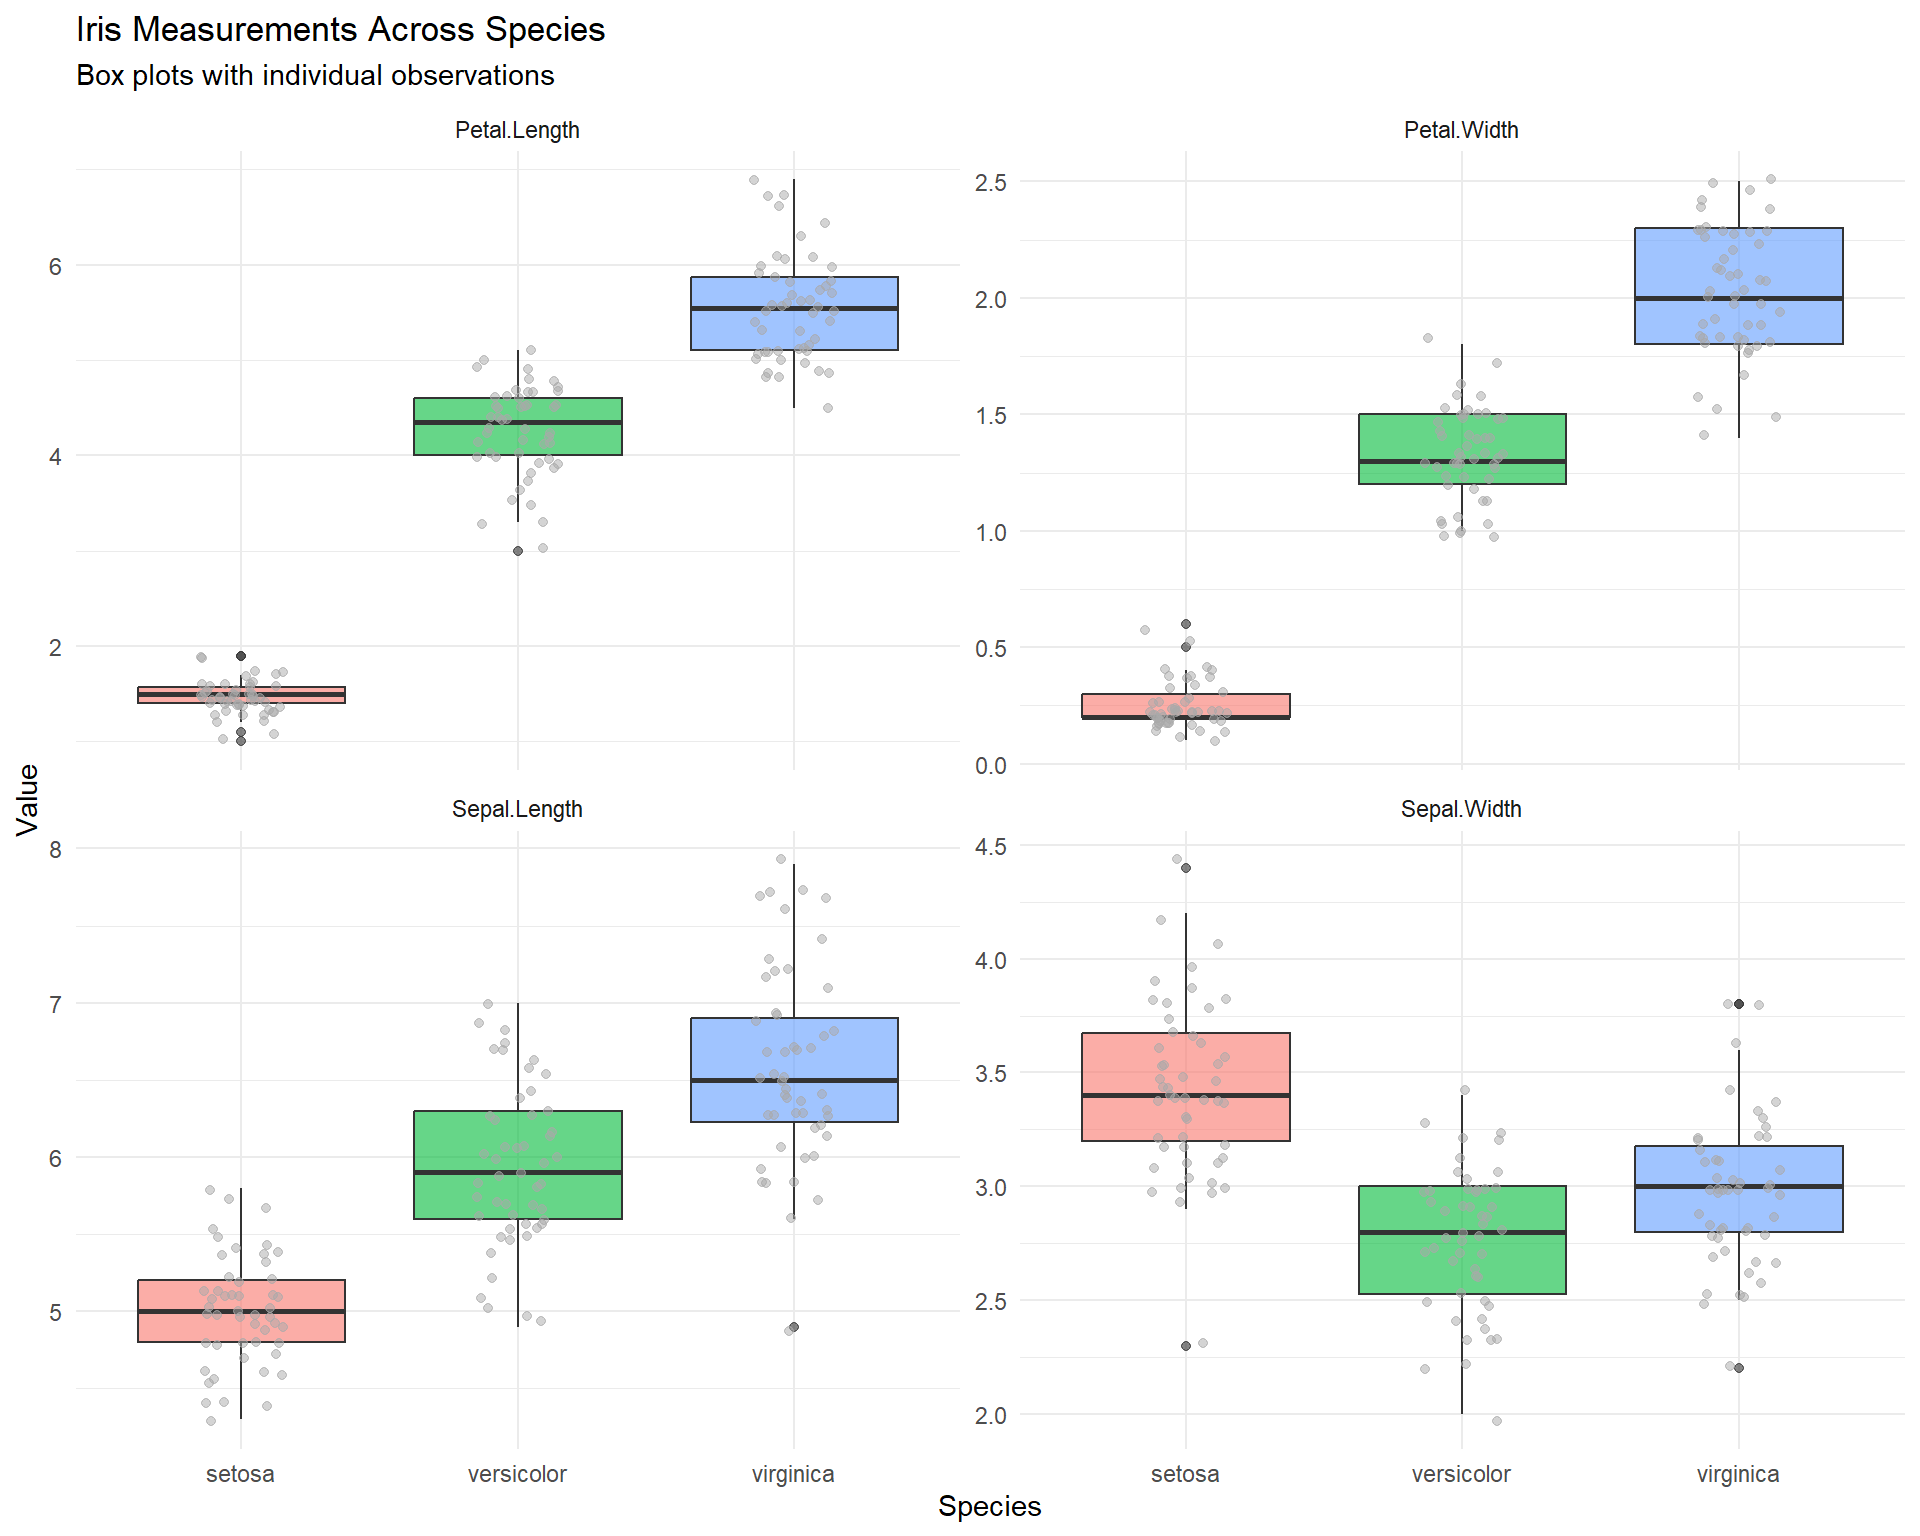 Iris Measurements Across Species
Box plots with individual observations
Petal.Length
Petal.Width
6
4
2
2.5
2.0
1.5
1.0
0.5
0.0
Value
Sepal.Length
Sepal.Width
8
7
6
5
4.5
4.0
3.5
3.0
2.5
2.0
setosa
versicolor
virginica
setosa
versicolor
virginica
Species